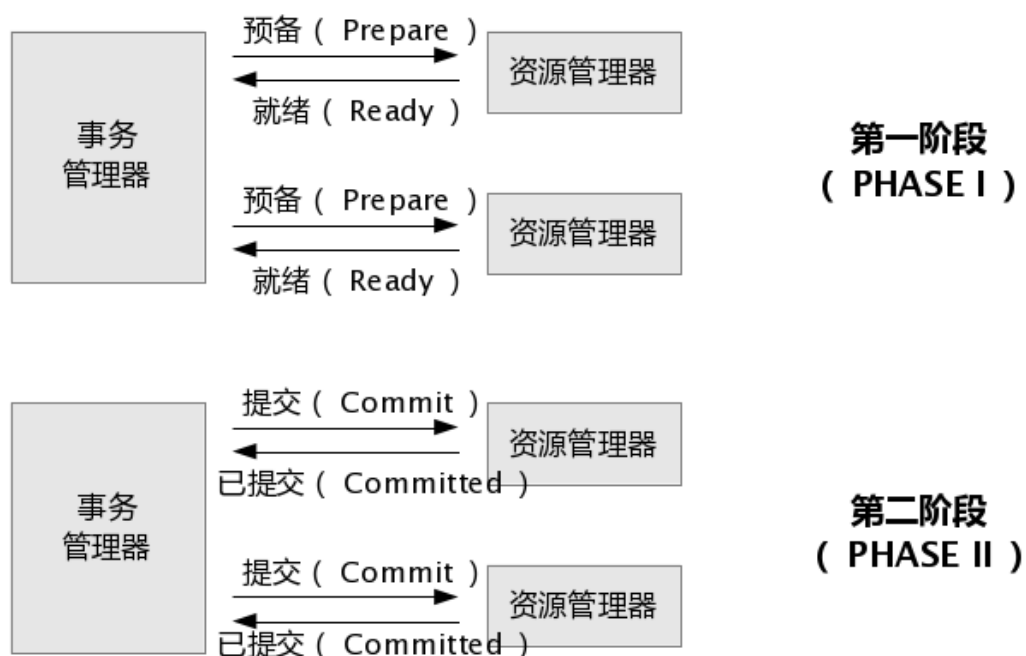 预备（ Prepare ）
事务
管理器
资源管理器
就绪（ Ready ）
第一阶段
（ PHASE I ）
预备（ Prepare ）
资源管理器
就绪（ Ready ）
提交（ Commit ）
事务
管理器
资源管理器
已提交（ Committed ）
第二阶段
（ PHASE II ）
提交（ Commit ）
资源管理器
已提交（ Committed ）